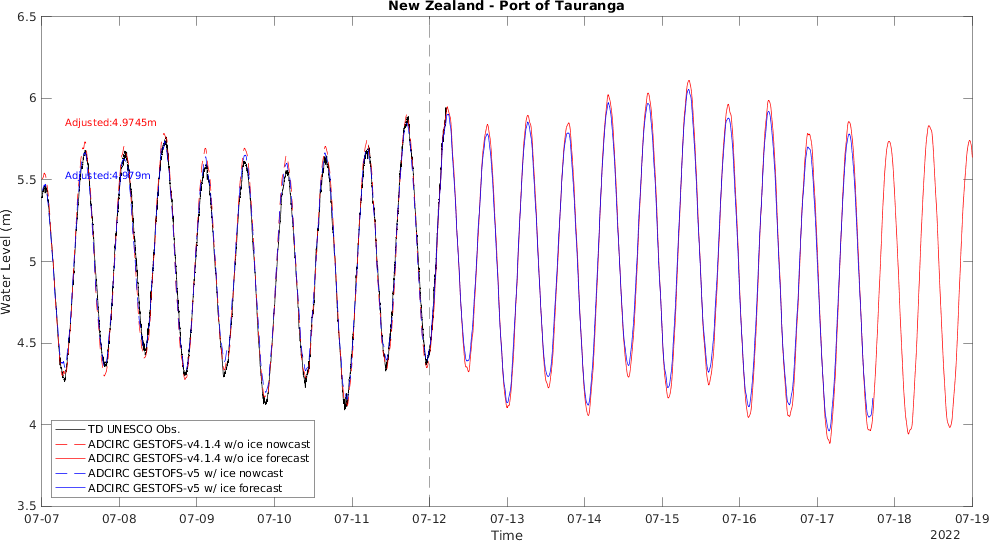 New Zealand - Port of Tauranga
6.5
6
5.5
5
4.5
4
3.5
Water Level (m)
Adjusted:4.9745m
Adjusted:4.979m
TD UNESCO Obs.
ADCIRC GESTOFS-v4.1.4 w/o ice nowcast
ADCIRC GESTOFS-v4.1.4 w/o ice forecast
ADCIRC GESTOFS-v5 w/ ice nowcast
ADCIRC GESTOFS-v5 w/ ice forecast
07-07 07-08 07-09 07-10 07-11 07-12 07-13 07-14 07-15 07-16 07-17 07-18 07-19
Time
2022